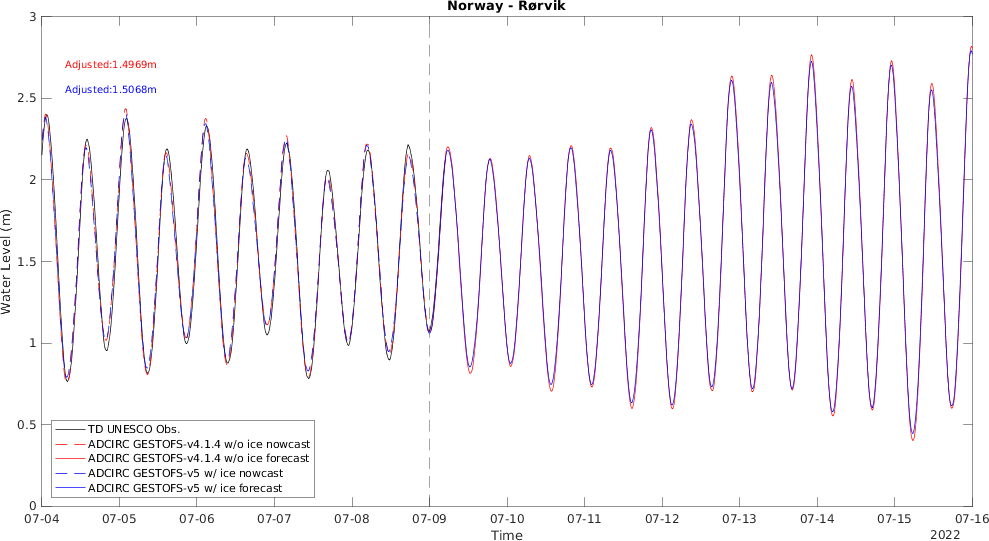 Norway - Rørvik
Adjusted:1.4969m
Adjusted:1.5068m
Water Level (m)
3
2.5
2
1.5
1
0.5
0
TD UNESCO Obs.
ADCIRC GESTOFS-v4.1.4 w/o ice nowcast
ADCIRC GESTOFS-v4.1.4 w/o ice forecast
ADCIRC GESTOFS-v5 w/ ice nowcast
ADCIRC GESTOFS-v5 w/ ice forecast
07-04 07-05 07-06 07-07 07-08 07-09 07-10 07-11 07-12 07-13 07-14 07-15 07-16
Time
2022